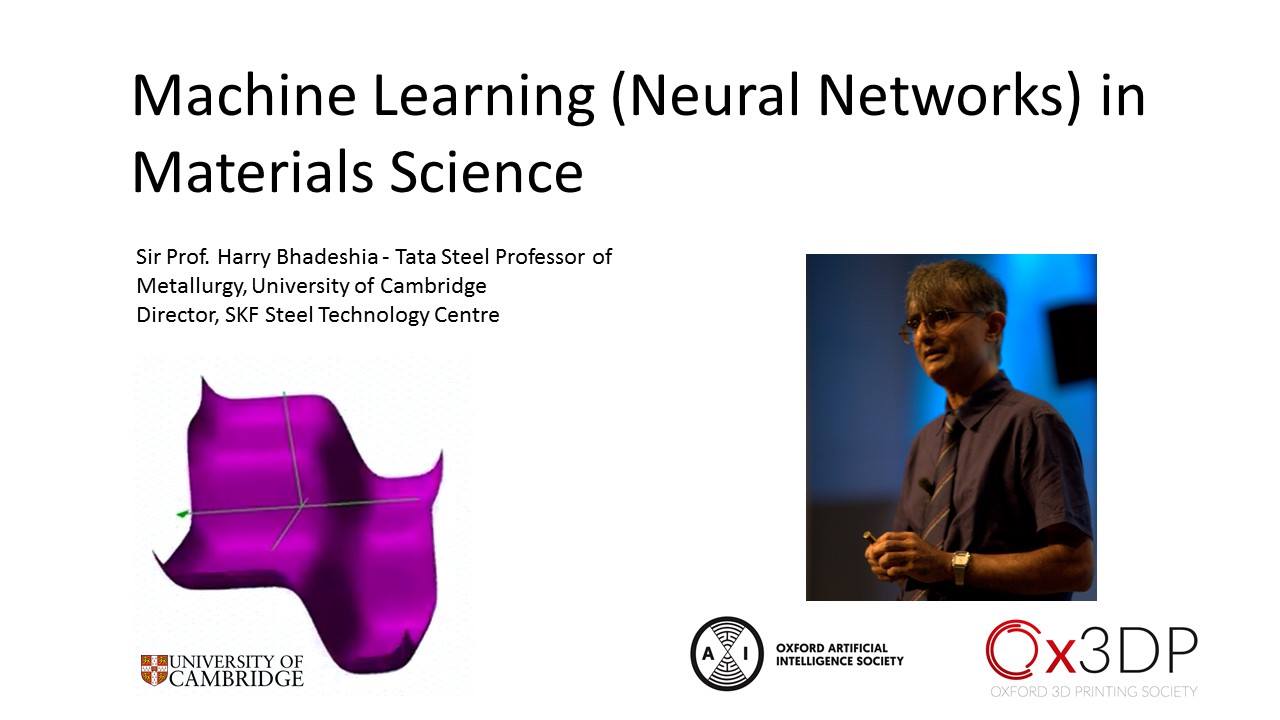 Machine Learning (Neural Networks) in
Materials Science
Sir Prof. Harry Bhadeshia - Tata Steel Professor of
Metallurgy, University of Cambridge
Director, SKF Steel Technology Centre
UNIVERSITY OF
CAMBRIDGE
A I
OXFORD ARTIFICIAL
INTELLIGENCE SOCIETY
Ox3DP
OXFORD 3D PRINTING SOCIETY